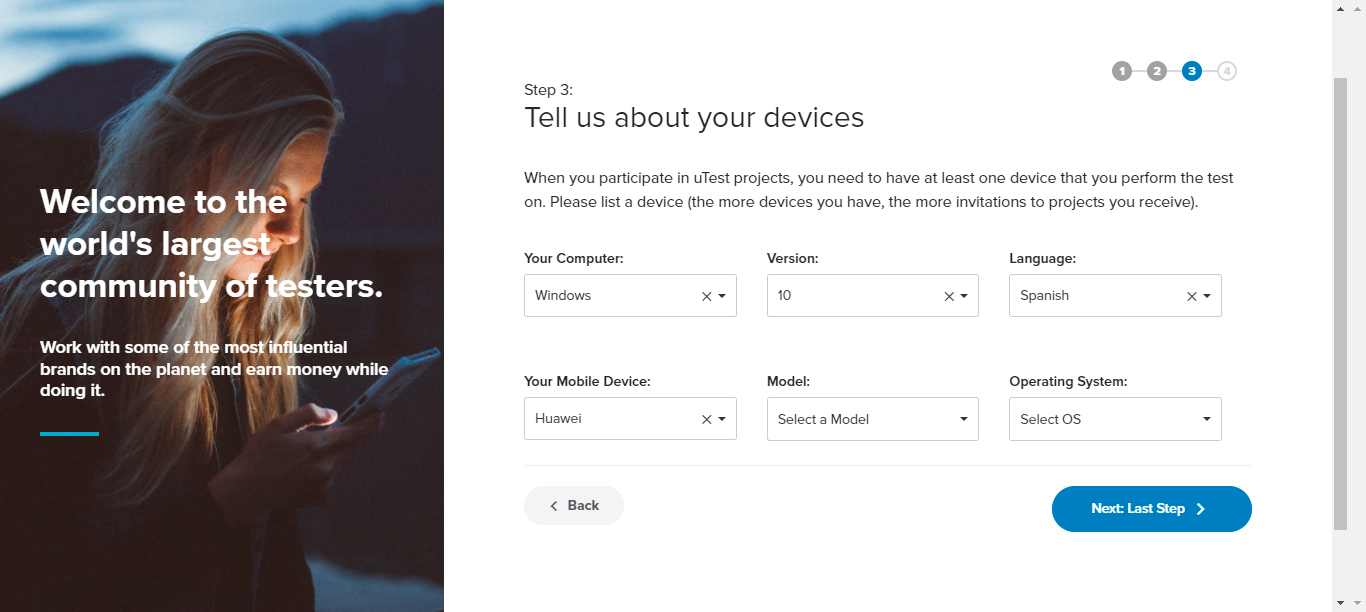 Welcome to the
world's largest
community of testers.
Work with some of the most influential
brands on the planet and earn money while
doing it.
1 2 3 4
Step 3:
Tell us about your devices
When you participate in uTest projects, you need to have at least one device that you perform the test
on. Please list a device (the more devices you have, the more invitations to projects you receive).
Your Computer: Version: Language:
Windows 10 Spanish
Your Mobile Device: Model: Operating System:
Huawei Select a Model Select OS
Back Next: Last Step